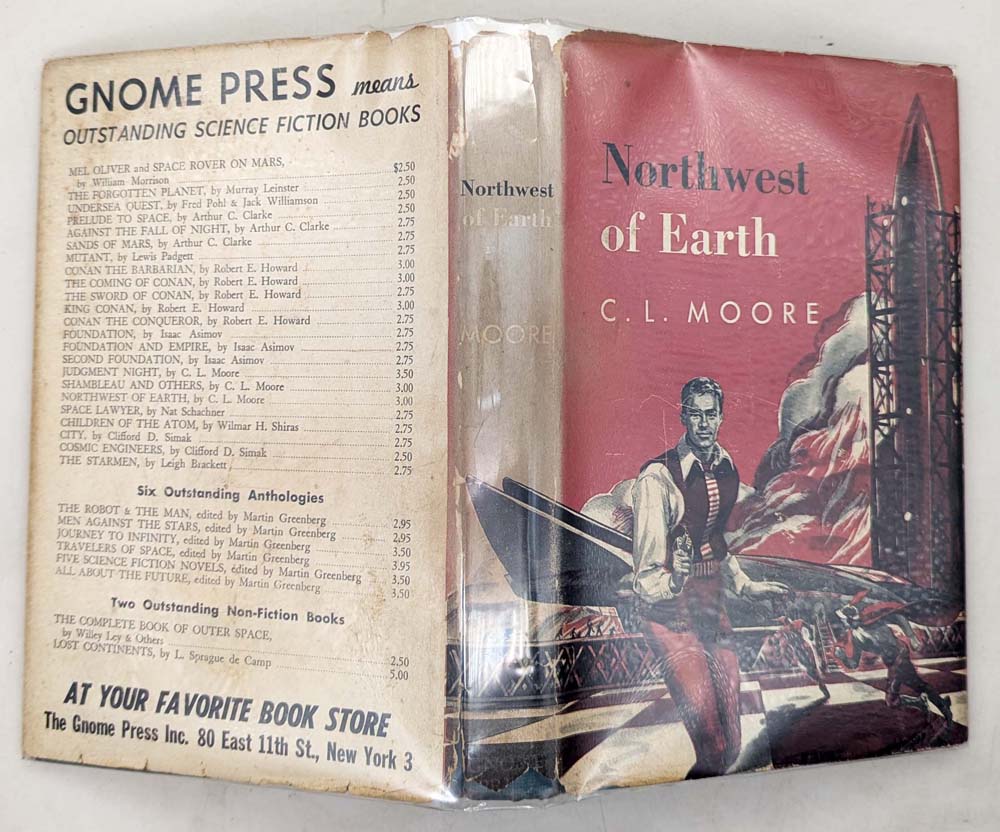 GNOME PRESS means
OUTSTANDING SCIENCE FICTION BOOKS
MEL OLIVER and SPACE ROVER ON MARS,
by William Morrison $2.50
THE FORGOTTEN PLANET, by Murray Leinster 2.50
UNDERSEA QUEST, by Fred Pohl & Jack Williamson 2.50
PRELUDE TO SPACE, by Arthur C. Clarke 2.50
AGAINST THE FALL OF NIGHT, by Arthur C. Clarke 2.75
SANDS OF MARS, by Arthur C. Clarke 2.75
MUTANT, by Lewis Padgett 2.75
CONAN THE BARBARIAN, by Robert E. Howard 3.00
THE COMING OF CONAN, by Robert E. Howard 3.00
THE SWORD OF CONAN, by Robert E. Howard 2.75
KING CONAN, by Robert E. Howard 3.00
CONAN THE CONQUEROR, by Robert E. Howard 2.75
FOUNDATION, by Isaac Asimov 2.75
FOUNDATION AND EMPIRE, by Isaac Asimov 2.75
SECOND FOUNDATION, by Isaac Asimov 2.75
JUDGMENT NIGHT, by C. L. Moore 3.50
SHAMBLEAU AND OTHERS, by C. L. Moore 3.00
NORTHWEST OF EARTH, by C. L. Moore 3.00
SPACE LAWYER, by Nat Schachner 2.75
CHILDREN OF THE ATOM, by Wilmar H. Shiras 2.75
CITY, by Clifford D. Simak 2.75
COSMIC ENGINEERS, by Clifford D. Simak 2.50
THE STARMEN, by Leigh Brackett 2.75
Six Outstanding Anthologies
THE ROBOT & THE MAN, edited by Martin Greenberg 2.95
MEN AGAINST THE STARS, edited by Martin Greenberg 2.95
JOURNEY TO INFINITY, edited by Martin Greenberg 3.50
TRAVELERS OF SPACE, edited by Martin Greenberg 3.95
FIVE SCIENCE FICTION NOVELS, edited by Martin Greenberg 3.50
ALL ABOUT THE FUTURE, edited by Martin Greenberg 3.50
Two Outstanding Non-Fiction Books
THE COMPLETE BOOK OF OUTER SPACE,
by Willey Ley & Others 2.50
LOST CONTINENTS, by L. Sprague de Camp 5.00
AT YOUR FAVORITE BOOK STORE
The Gnome Press Inc. 80 East 11th St., New York 3
Northwest
of Earth
MOORE
Northwest
of Earth
C. L. MOORE